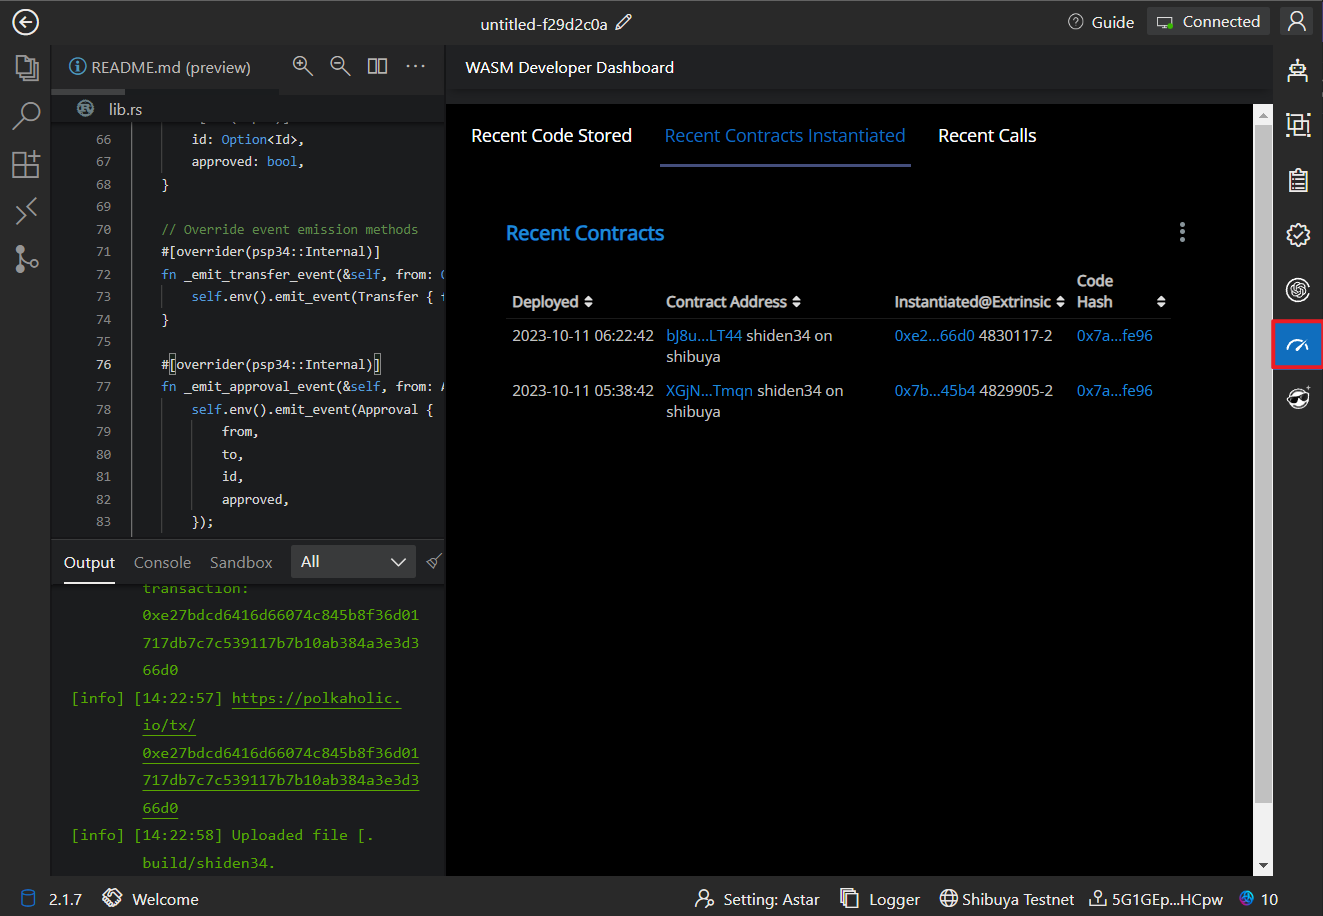 untitled-f29d2c0a
Guide
Connected
README.md (preview)
WASM Developer Dashboard
lib.rs
66 id: Option<Id>,
67 approved: bool,
68 }
69
70 // Override event emission methods
71 #[overrider(psp34::Internal)]
72 fn _emit_transfer_event(&self, from:
73 self.env().emit_event(Transfer {
74 }
75
76 #[overrider(psp34::Internal)]
77 fn _emit_approval_event(&self, from:
78 self.env().emit_event(Approval {
79 from,
80 to,
81 id,
82 approved,
83 });
Output Console Sandbox All
transaction:
0xe27bdcd6416d66074c845b8f36d01
717db7c7c539117b7b10ab384a3e3d3
66d0
[info] [14:22:57] https://polkaholic.
io/tx/
0xe27bdcd6416d66074c845b8f36d01
717db7c7c539117b7b10ab384a3e3d3
66d0
[info] [14:22:58] Uploaded file [.
build/shiden34.
Recent Code Stored Recent Contracts Instantiated Recent Calls
Recent Contracts
Deployed Contract Address Instantiated@Extrinsic Code
Hash
2023-10-11 06:22:42 bJ8u...LT44 shiden34 on 0xe2...66d0 4830117-2 0x7a...fe96
shibuya
2023-10-11 05:38:42 XGjN...Tmqn shiden34 on 0x7b...45b4 4829905-2 0x7a...fe96
shibuya
2.1.7 Welcome Setting: Astar Logger Shibuya Testnet 5G1GEp...HCpw 10